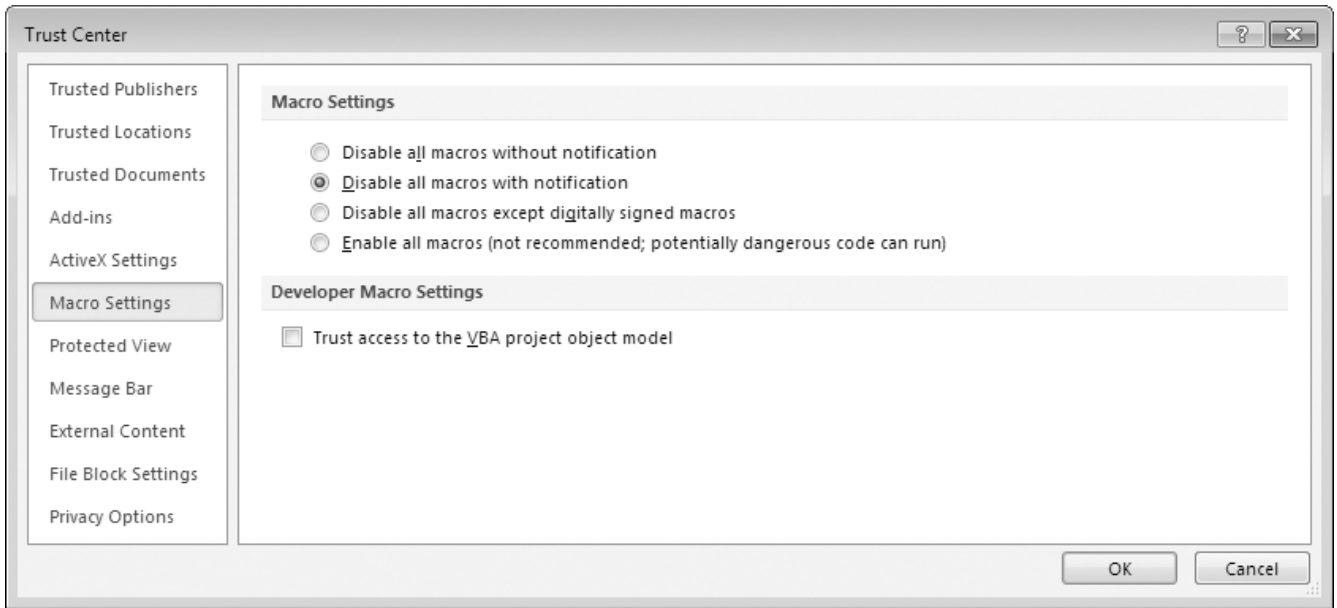 Trust Center
Trusted Publishers
Trusted Locations
Trusted Documents
Add-ins
ActiveX Settings
Macro Settings
Protected View
Message Bar
External Content
File Block Settings
Privacy Options
Macro Settings
Disable all macros without notification
Disable all macros with notification
Disable all macros except digitally signed macros
Enable all macros (not recommended; potentially dangerous code can run)
Developer Macro Settings
Trust access to the VBA project object model
OK
Cancel